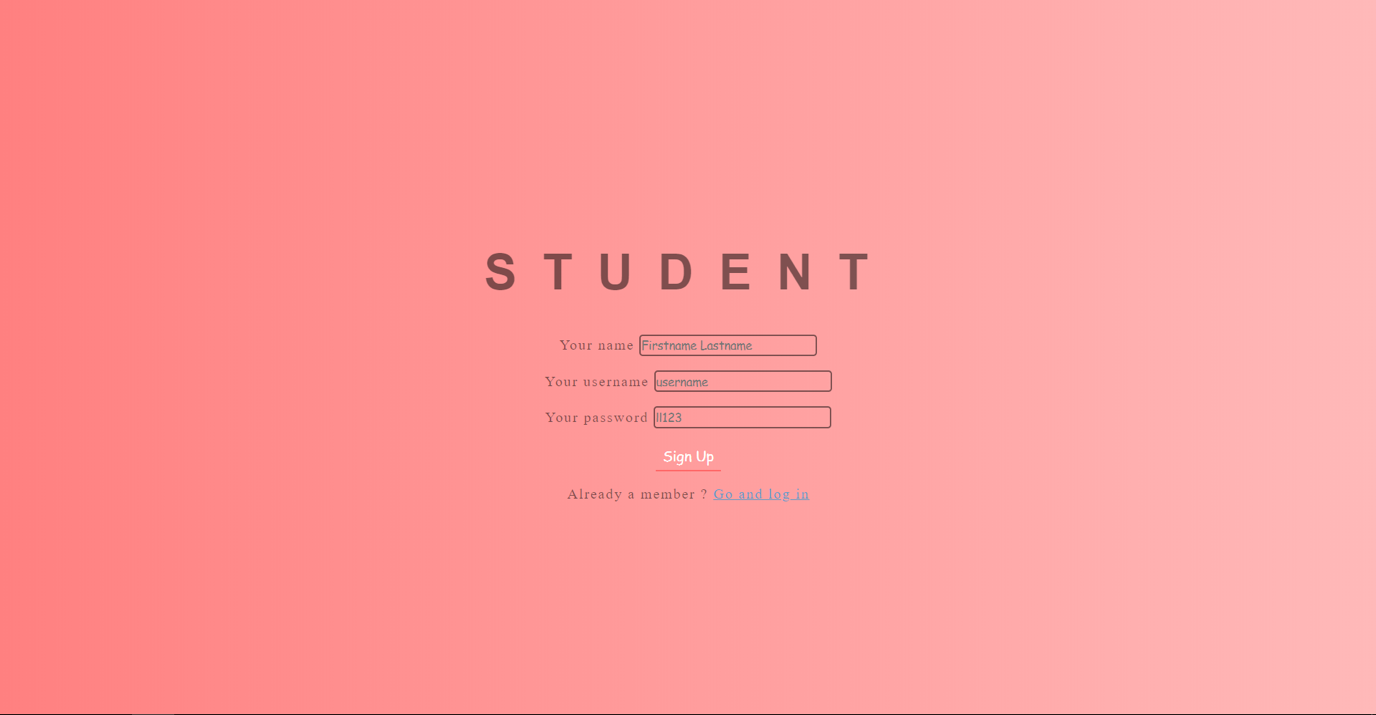 S T U D E N T
Your name Firstname Lastname
Your username username
Your password ll123
Sign Up
Already a member ? Go and log in